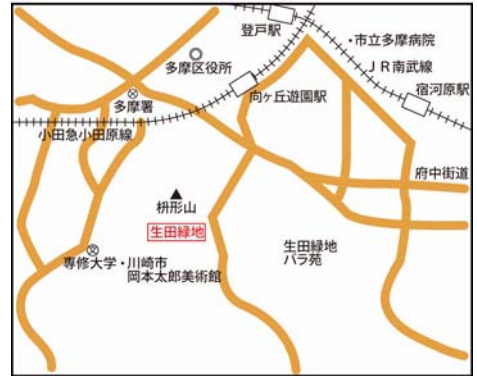 登戸駅
・市立多摩病院
多摩区役所
JR南武線
向ヶ丘遊園駅
宿河原駅
多摩署
小田急小田原線
府中街道
枡形山
生田緑地
生田緑地
バラ苑
専修大学・川崎市
岡本太郎美術館